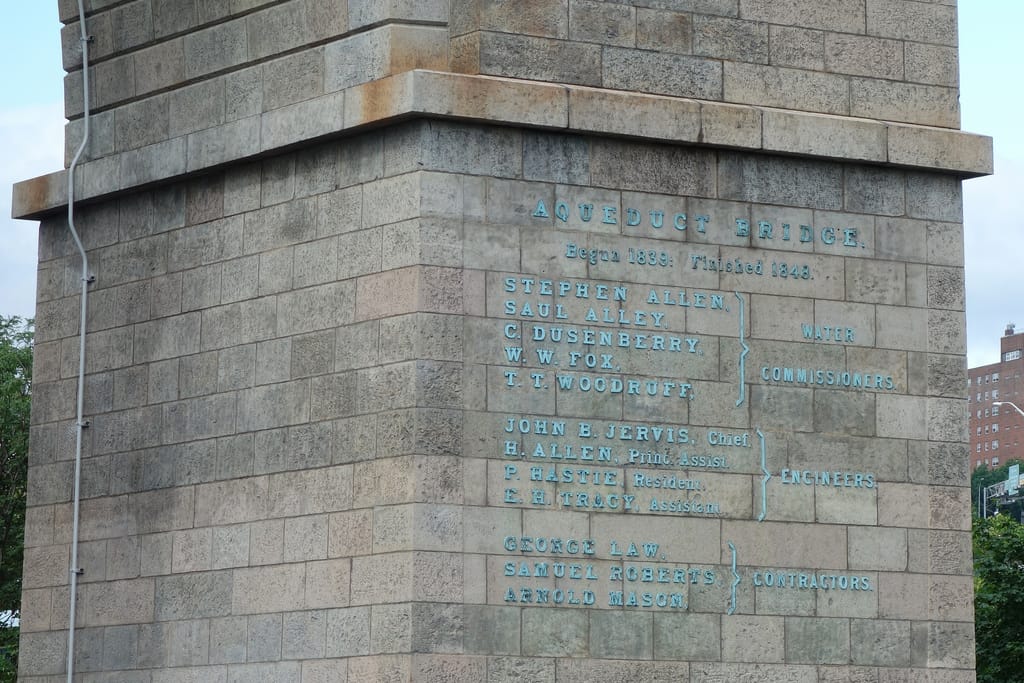 AQUEDUCT BRIDGE.
Begun 1839: Finished 1848.
STEPHEN ALLEN,
SAUL ALLEY,
C. DUSENBERRY,
W. W. FOX,
T. T. WOODRUFF,
WATER
COMMISSIONERS.
JOHN B. JERVIS, Chief
H. ALLEN, Princ. Assist.
P. HASTIE Resident.
E. H. TRACY, Assistant.
ENGINEERS.
GEORGE LAW,
SAMUEL ROBERTS
ARNOLD MASON,
CONTRACTORS.